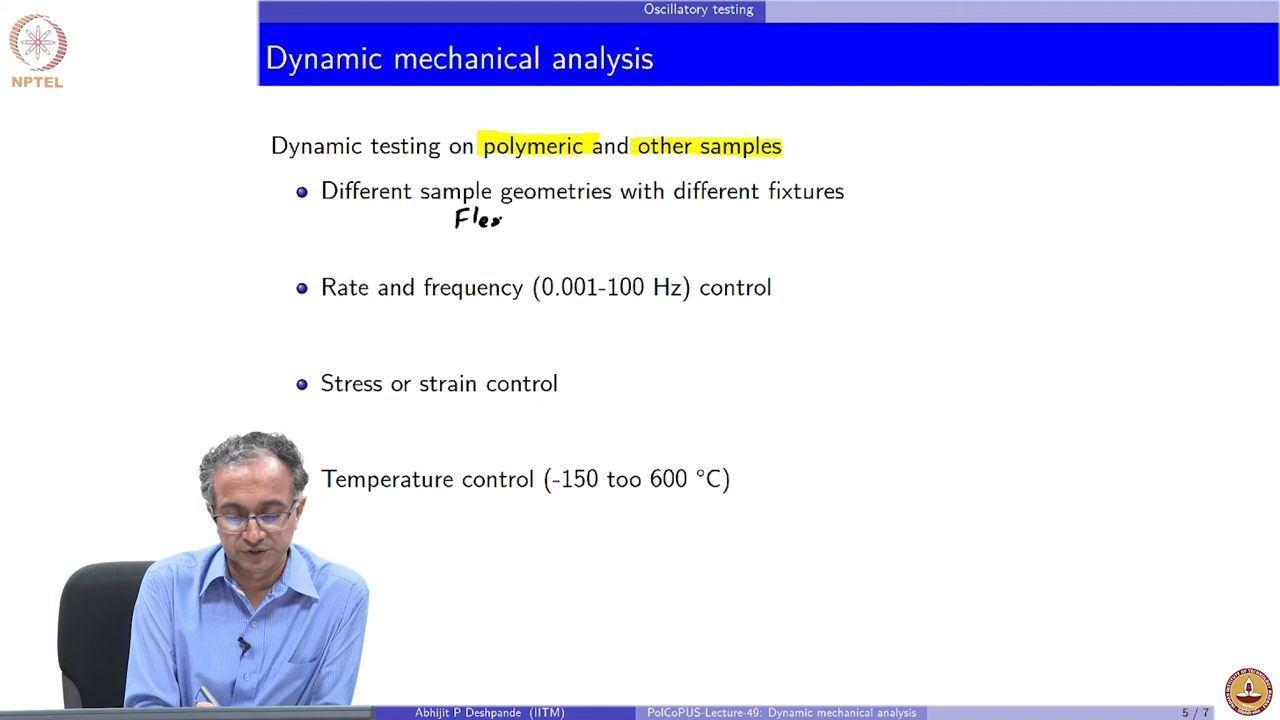 Oscillatory testing
NPTEL
Dynamic mechanical analysis
Dynamic testing on polymeric and other samples
Different sample geometries with different fixtures
Flex
Rate and frequency (0.001-100 Hz) control
Stress or strain control
Temperature control (-150 too 600 °C)
Abhijit P Deshpande (IITM) PolCoPUS-Lecture-49: Dynamic mechanical analysis 5 / 7